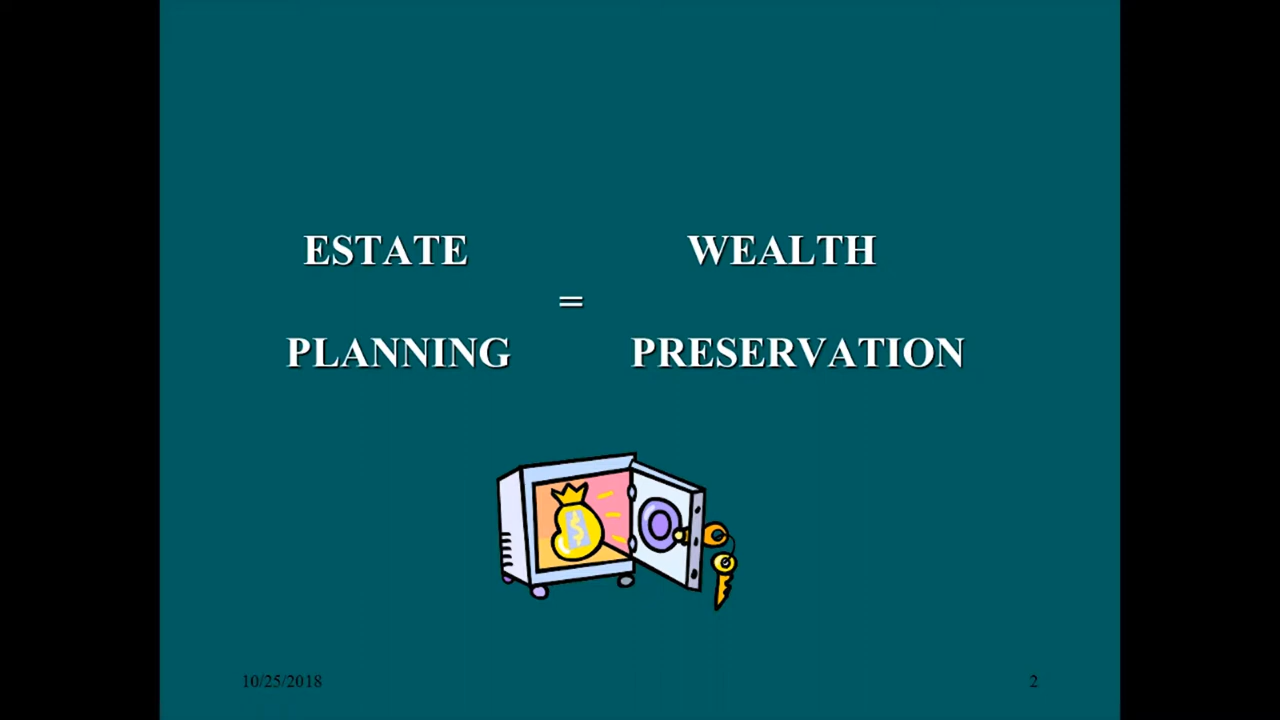 ESTATE WEALTH
=
PLANNING PRESERVATION
$
10/25/2018 2